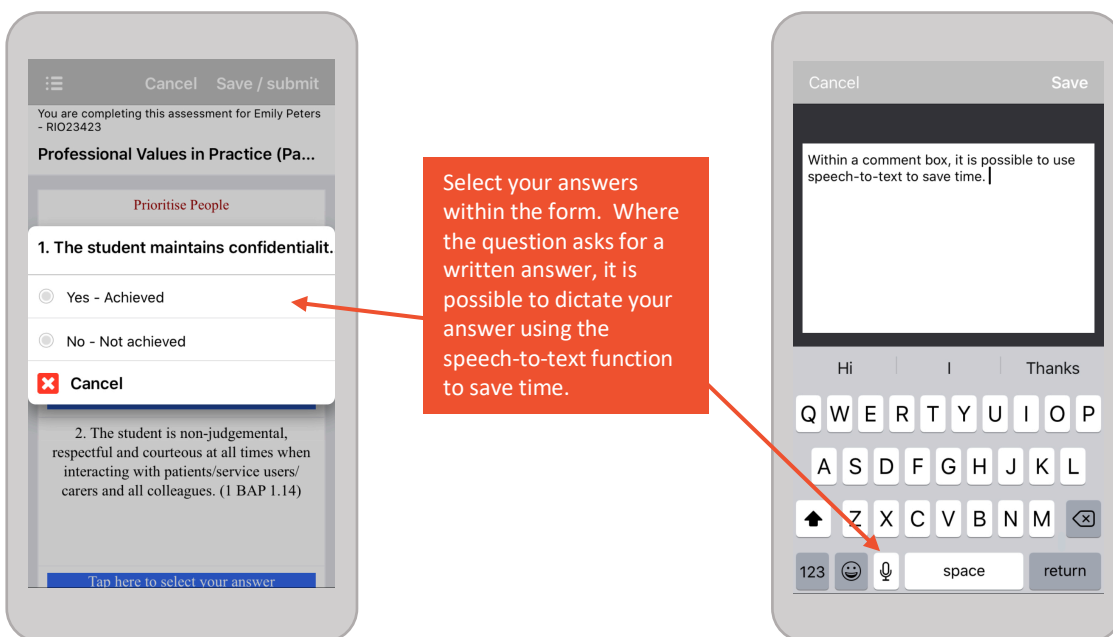 Cancel Save / submit
You are completing this assessment for Emily Peters
- RIO23423
Professional Values in Practice (Pa...
Prioritise People
1. The student maintains confidentialit.
Yes - Achieved
No - Not achieved
Cancel
2. The student is non-judgemental,
respectful and courteous at all times when
interacting with patients/service users/
carers and all colleagues. (1 BAP 1.14)
Tap here to select your answer
Select your answers
within the form. Where
the question asks for a
written answer, it is
possible to dictate your
answer using the
speech-to-text function
to save time.
Cancel Save
Within a comment box, it is possible to use
speech-to-text to save time.
Hi I Thanks
Q W E R T Y U I O P
A S D F G H J K L
Z X C V B N M
123 space return